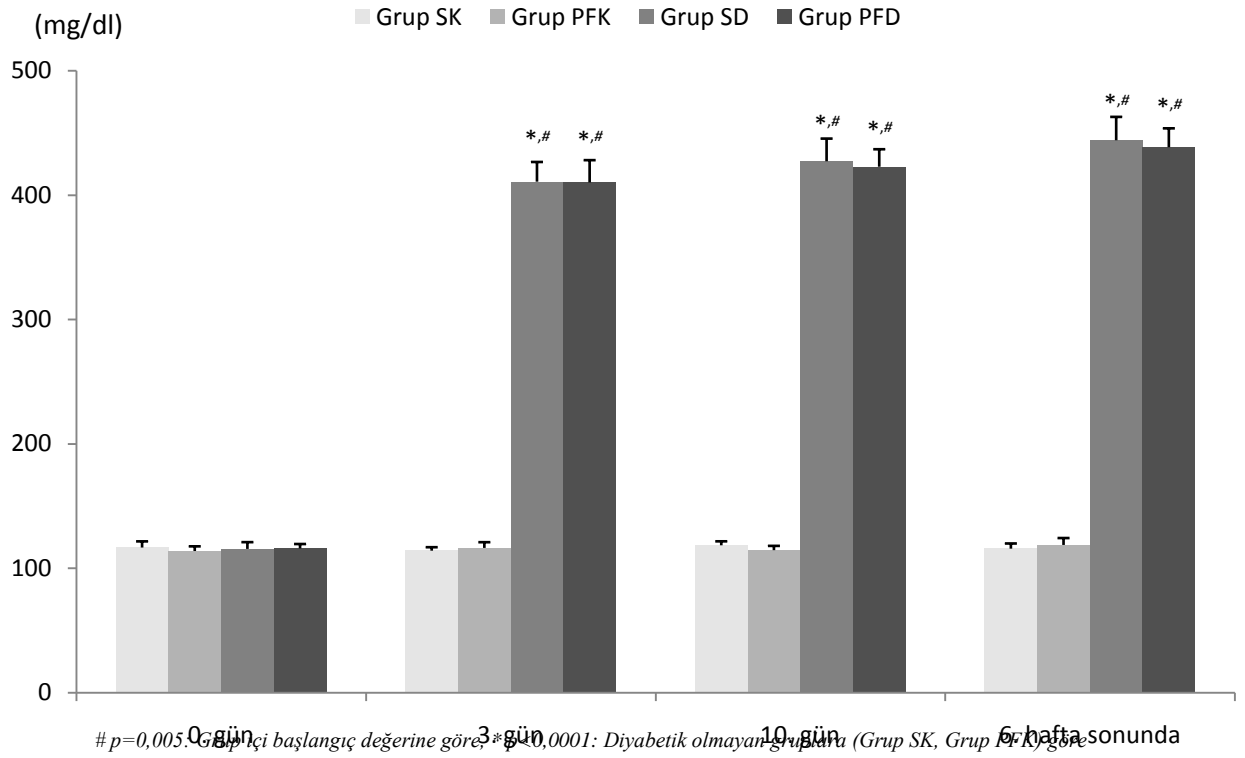 (mg/dl)
Grup SK Grup PFK Grup SD Grup PFD
500
*,# *,# *,# *,# *,# *,#
400
300
200
100
0
0. gün 3. gün 10. gün 6. hafta sonunda
# p=0,005: Grup içi başlangıç değerine göre, * p<0,0001: Diyabetik olmayan gruplara (Grup SK, Grup PFK) göre